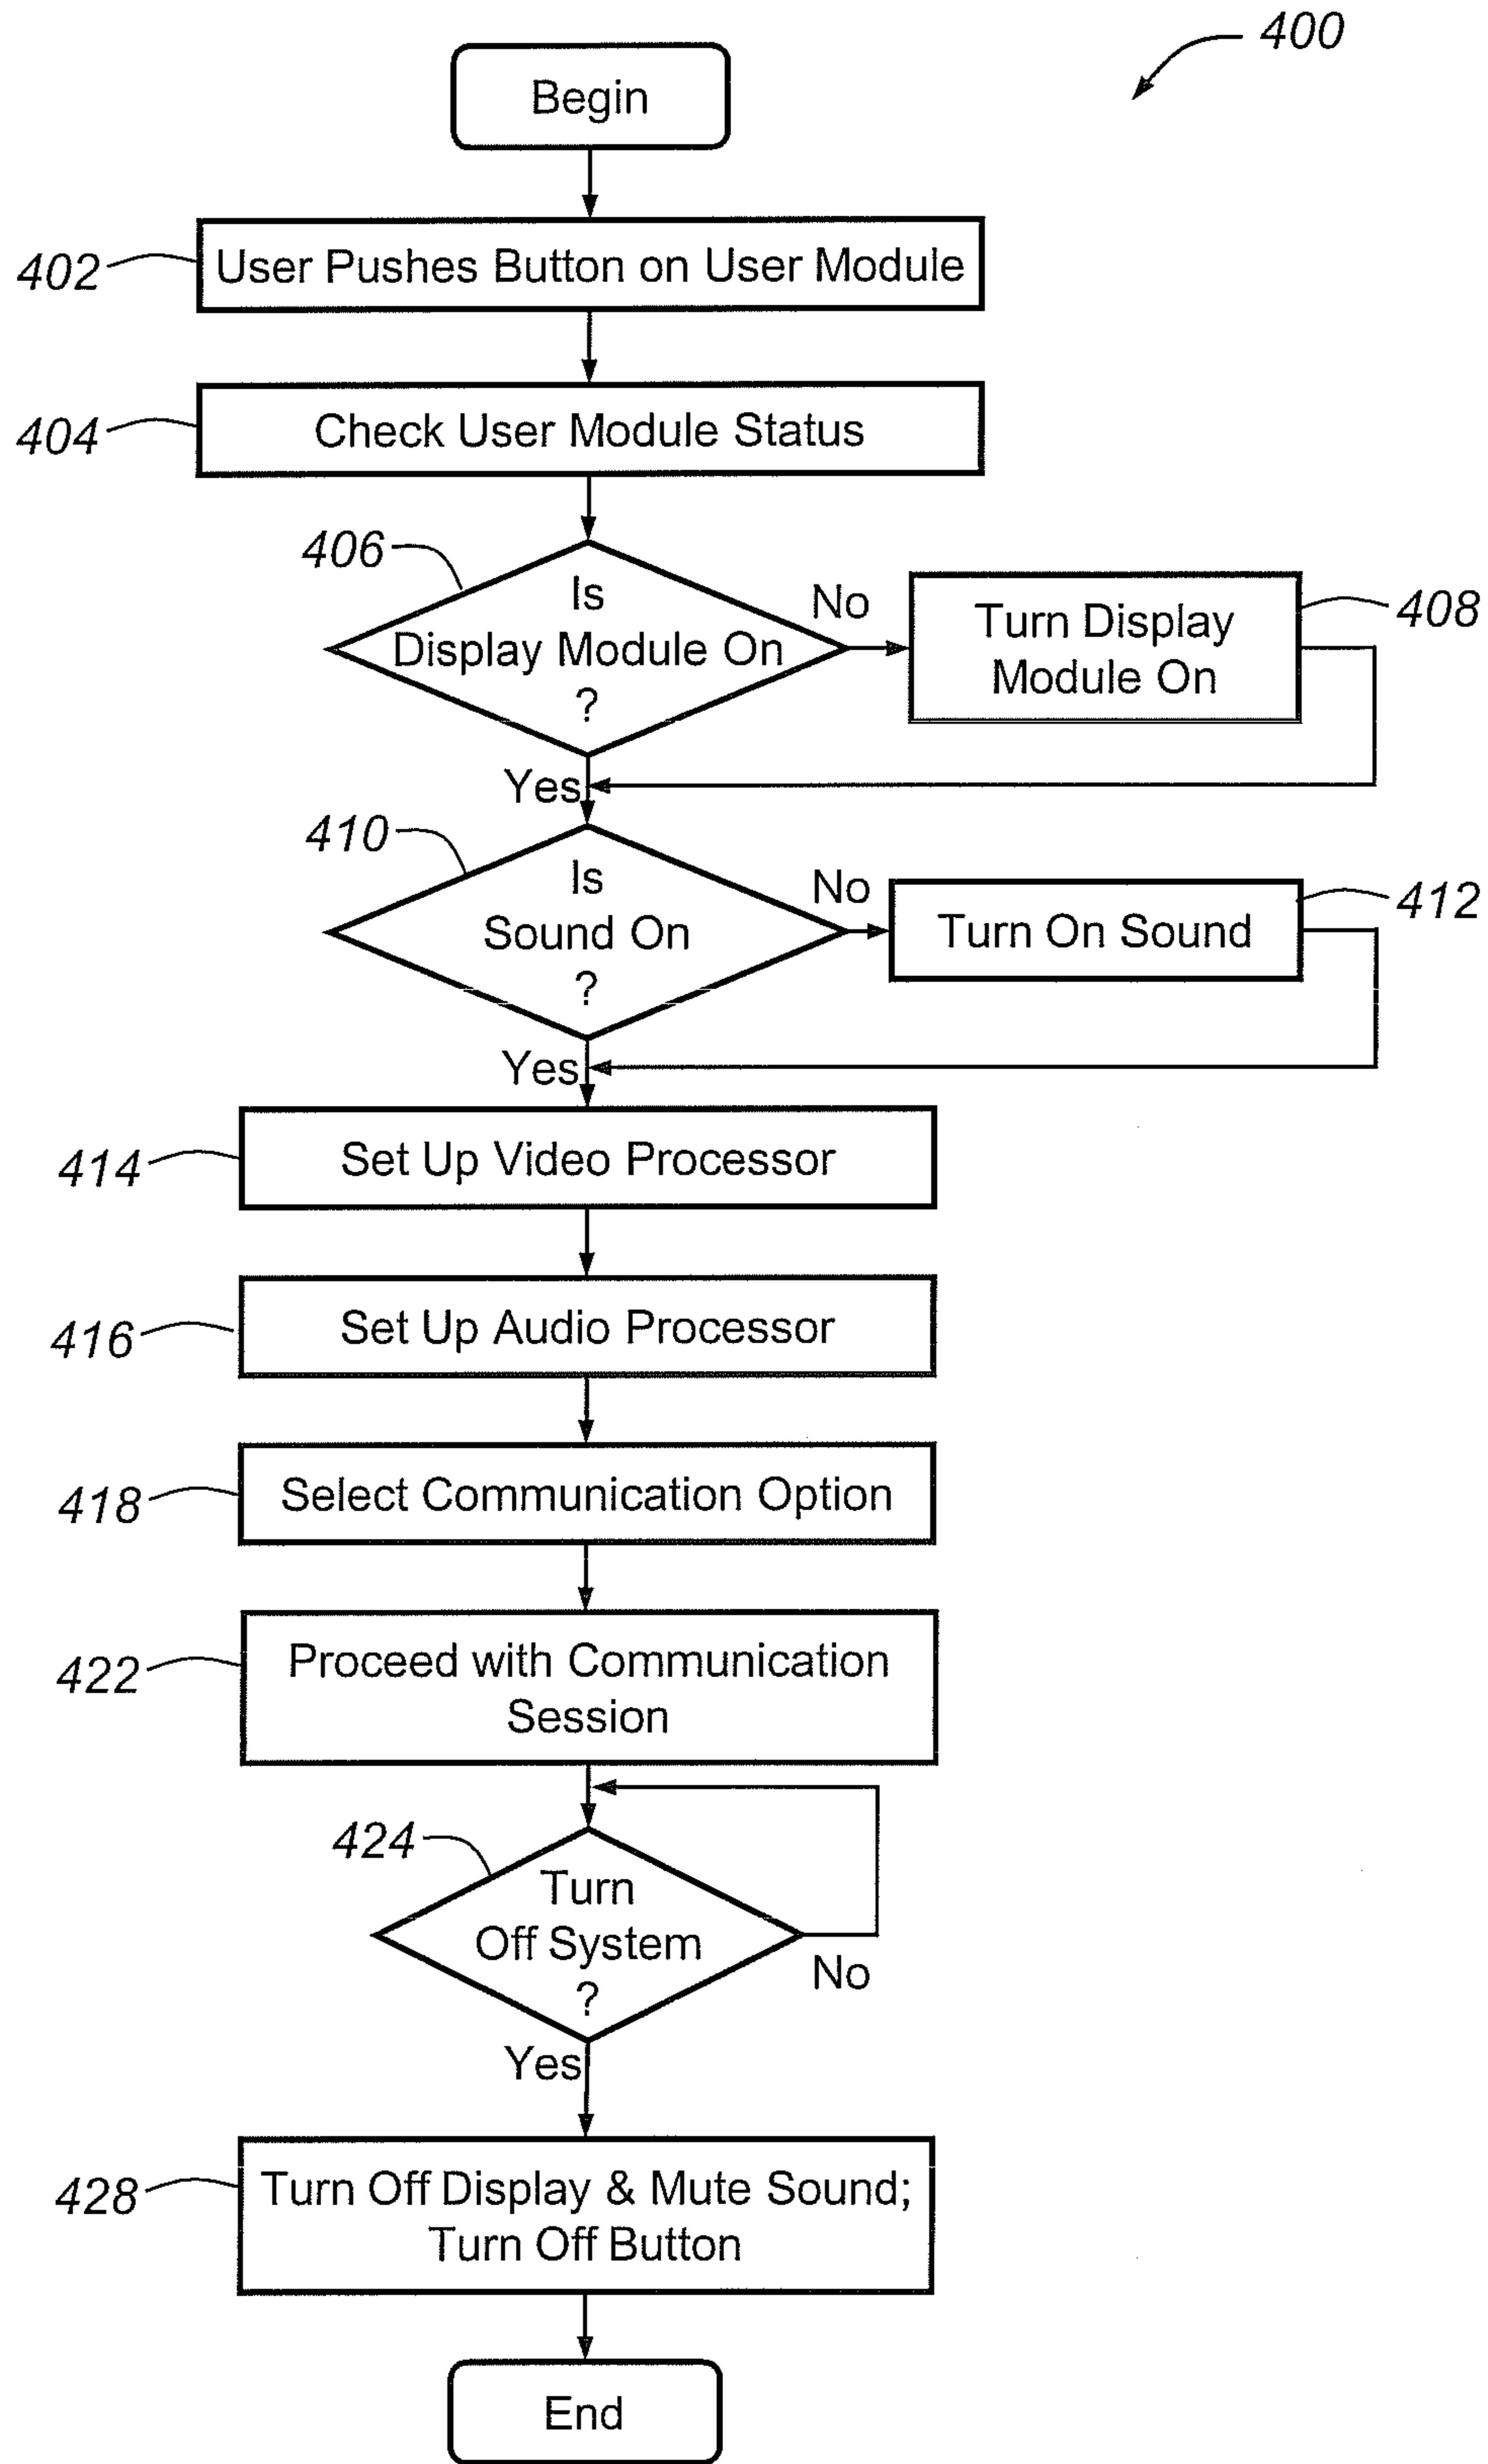 400
Begin
402
User Pushes Button on User Module
404
Check User Module Status
406
Is
Display Module On
?
No
Turn Display
Module On
408
Yes
410
Is
Sound On
?
No
Turn On Sound
412
Yes
414
Set Up Video Processor
416
Set Up Audio Processor
418
Select Communication Option
422
Proceed with Communication
Session
424
Turn
Off System
?
No
Yes
428
Turn Off Display & Mute Sound;
Turn Off Button
End